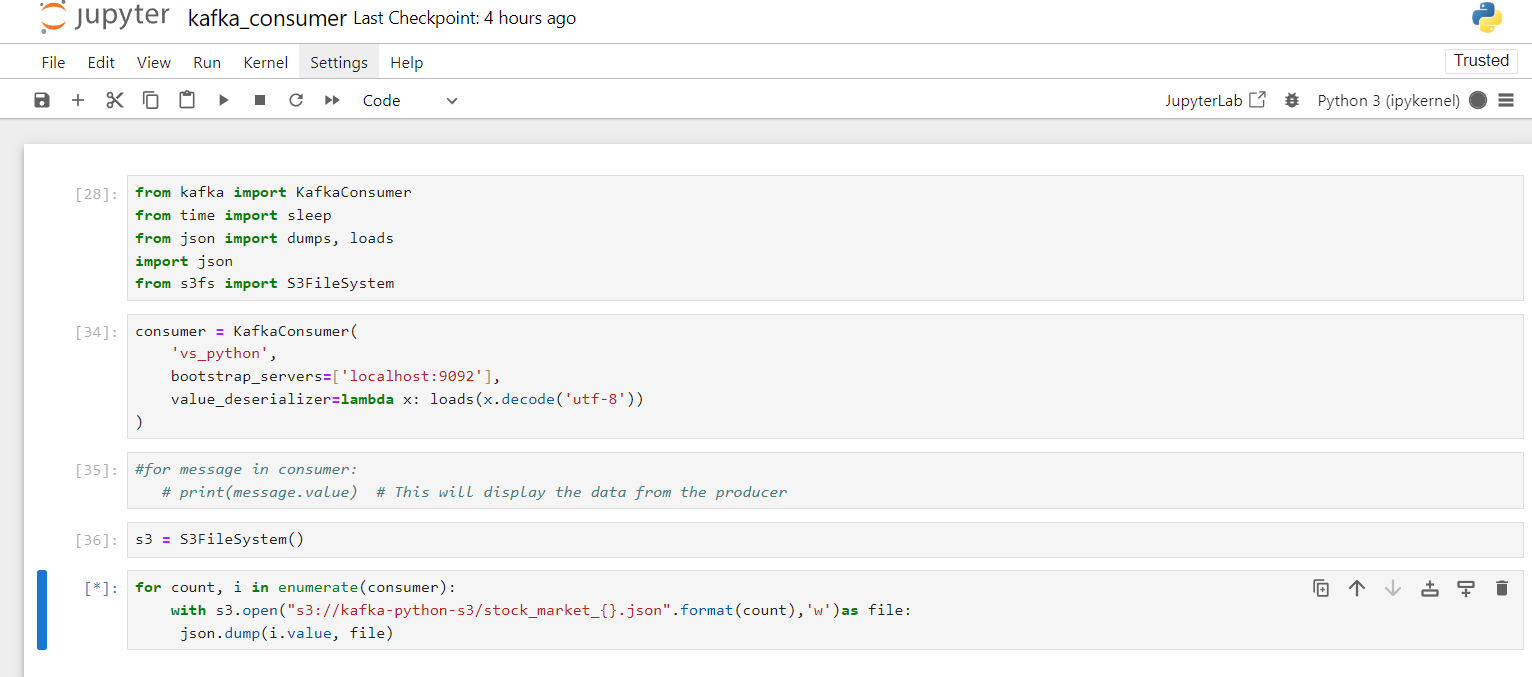 jupyter kafka_consumer Last Checkpoint: 4 hours ago
File Edit View Run Kernel Settings Help Trusted
Code JupyterLab Python 3 (ipykernel)
[28]: from kafka import KafkaConsumer
from time import sleep
from json import dumps, loads
import json
from s3fs import S3FileSystem
[34]: consumer = KafkaConsumer(
    'vs_python',
    bootstrap_servers=['localhost:9092'],
    value_deserializer=lambda x: loads(x.decode('utf-8'))
)
[35]: #for message in consumer:
   # print(message.value)  # This will display the data from the producer
[36]: s3 = S3FileSystem()
[*]: for count, i in enumerate(consumer):
    with s3.open("s3://kafka-python-s3/stock_market_{}.json".format(count),'w')as file:
     json.dump(i.value, file)